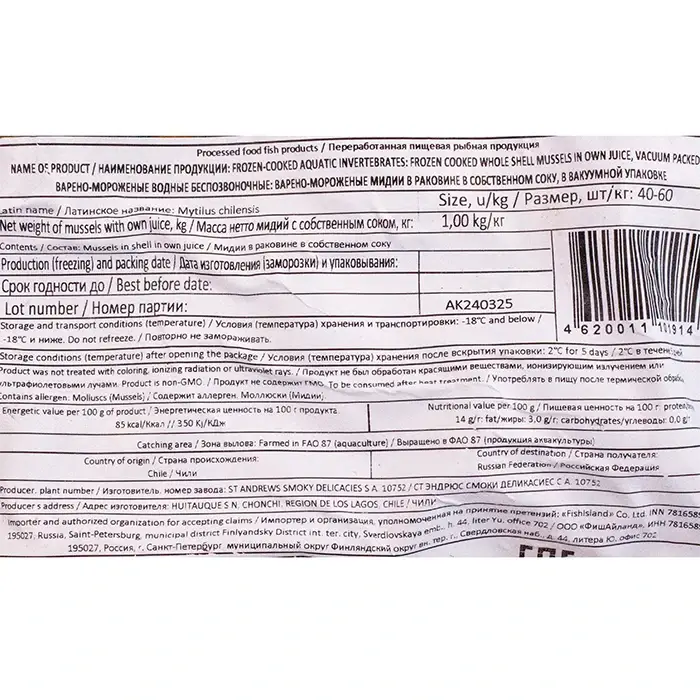 Processed food fish products / Переработанная пищевая рыбная продукция
NAME OF PRODUCT / НАИМЕНОВАНИЕ ПРОДУКЦИИ: FROZEN-COOKED AQUATIC INVERTEBRATES: FROZEN COOKED WHOLE SHELL MUSSELS IN OWN JUICE, VACUUM PACKED
ВАРЕНО-МОРОЖЕНЫЕ ВОДНЫЕ БЕСПОЗВОНОЧНЫЕ: ВАРЕНО-МОРОЖЕНЫЕ МИДИИ В РАКОВИНЕ В СОБСТВЕННОМ СОКУ, В ВАКУУМНОЙ УПАКОВКЕ
Latin name / Латинское название: Mytilus chilensis
Size, u/kg / Размер, шт/кг: 40-60
Net weight of mussels with own juice, kg / Масса нетто мидий с собственным соком, кг: 1,00 kg/кг
Contents / Состав: Mussels in shell in own juice / Мидии в раковине в собственном соку
Production (freezing) and packing date / Дата изготовления (заморозки) и упаковывания:
Срок годности до / Best before date:
Lot number / Номер партии: AK240325
4 620011 1 1914
Storage and transport conditions (temperature) / Условия (температура) хранения и транспортировки: -18°C and below /
-18°C и ниже. Do not refreeze. / Повторно не замораживать.
Storage conditions (temperature) after opening the package / Условия (температура) хранения после вскрытия упаковки: 2°C for 5 days / 2°C в течение
Product was not treated with coloring, ionizing radiation or ultraviolet rays. / Продукт не был обработан красящими веществами, ионизирующим излучением или
ультрафиолетовыми лучами. Product is non-GMO / Продукт не содержит ГМО. To be consumed after heat treatment. / Употреблять в пищу после термической обраб
Contains allergen: Molluscs (Mussels) / Содержит аллерген: Моллюски (Мидии)
Energetic value per 100 g of product / Энергетическая ценность на 100 г продукта:
85 kcal/Ккал // 350 Kj/КДж
Nutritional value per 100 g / Пищевая ценность на 100 г: protein/
14 g/г: fat/жиры: 3,0 g/г: carbohydrates/углеводы: 0,0 g/г
Catching area / Зона вылова: Farmed in FAO 87 (aquaculture) / Выращено в ФАО 87 (продукция аквакультуры)
Country of origin / Страна происхождения:
Chile / Чили
Country of destination / Страна получателя:
Russian Federation / Российская Федерация
Producer, plant number / Изготовитель, номер завода: ST ANDREWS SMOKY DELICACIES S A. 10752 / СТ ЭНДРЮС СМОКИ ДЕЛИКАСИЕС С А. 10752
Producer s address / Адрес изготовителя: HUITAUQUE S N, CHONCHI, REGION DE LOS LAGOS, CHILE / ЧИЛИ
Importer and authorized organization for accepting claims / Импортер и организация, уполномоченная на принятие претензий: «FishIsland» Co. Ltd. INN 7816585
195027, Russia, Saint-Petersburg, municipal district Finlyandsky District int. ter. city, Sverdlovskaya emb., h. 44, liter Yu. office 702 / ООО «ФишАйланд», ИНН 781658
195027, Россия, г. Санкт-Петербург, муниципальный округ Финляндский округ вн. тер. г., Свердловская наб., д. 44, литера Ю, офис 702